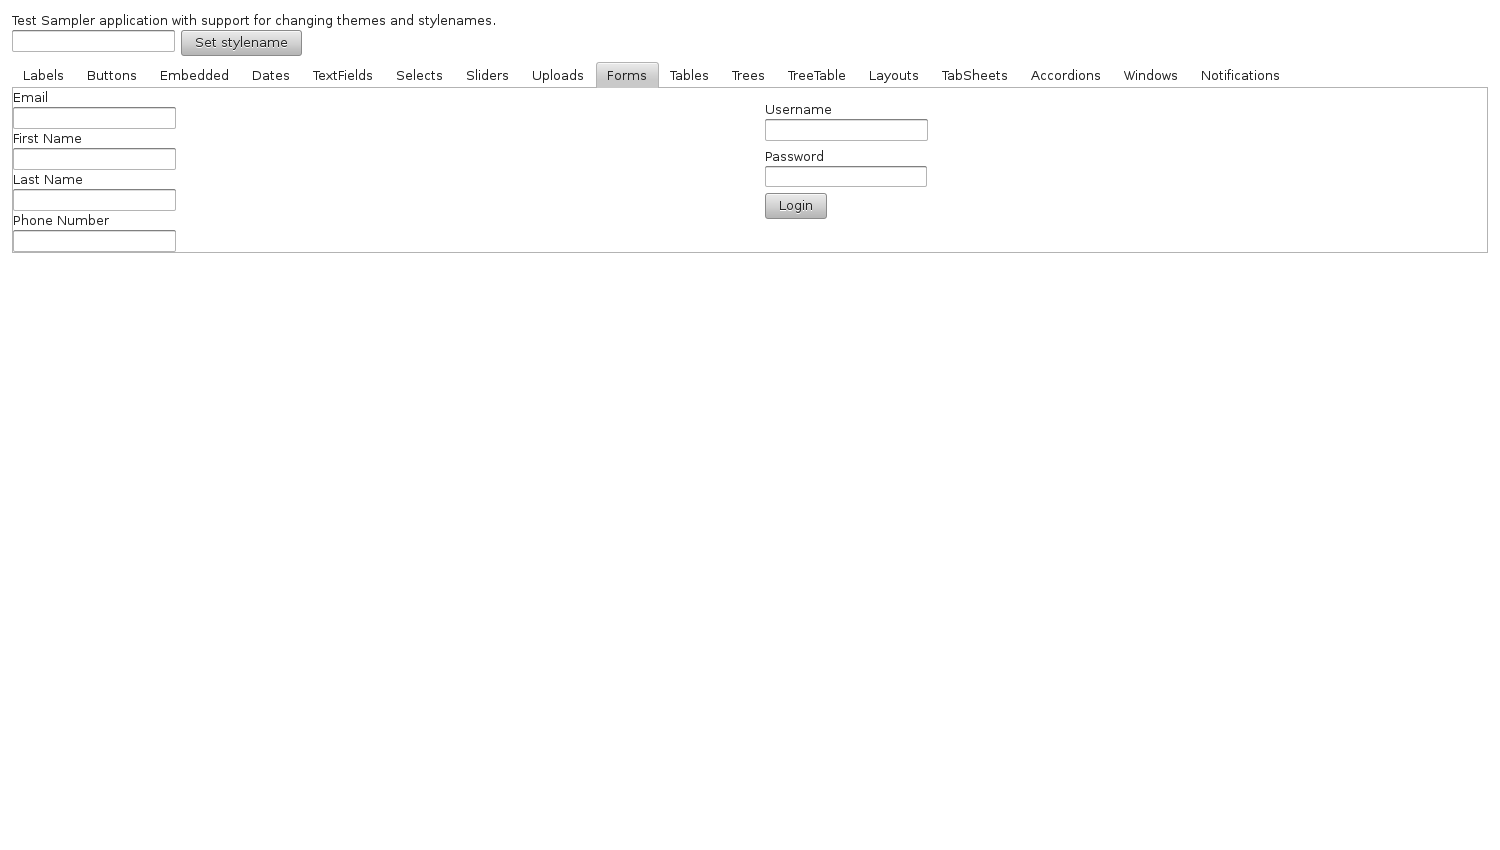 Test Sampler application with support for changing themes and stylenames.
Set stylename
Labels Buttons Embedded Dates TextFields Selects Sliders Uploads Forms Tables Trees TreeTable Layouts TabSheets Accordions Windows Notifications
Email
First Name
Last Name
Phone Number
Username
Password
Login